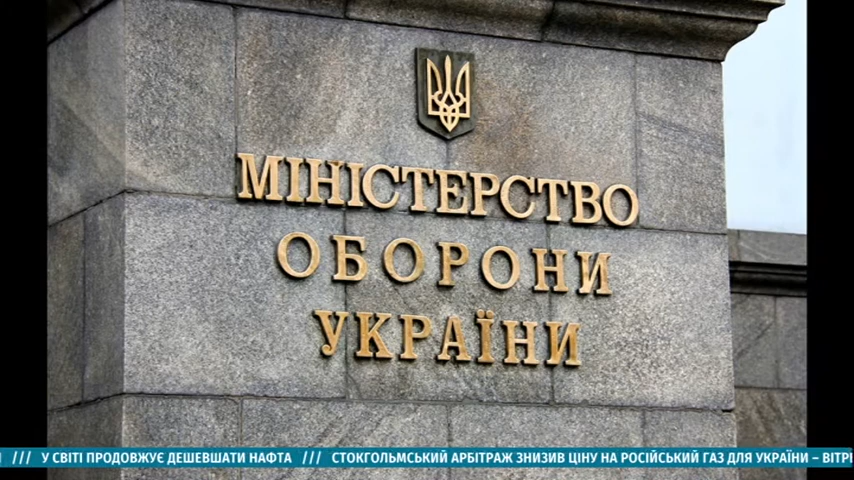 МІНІСТЕРСТВО
ОБОРОНИ
УКРАЇНИ
/// У СВІТІ ПРОДОВЖУЄ ДЕШЕВШАТИ НАФТА /// СТОКГОЛЬМСЬКИЙ АРБІТРАЖ ЗНИЗИВ ЦІНУ НА РОСІЙСЬКИЙ ГАЗ ДЛЯ УКРАЇНИ –